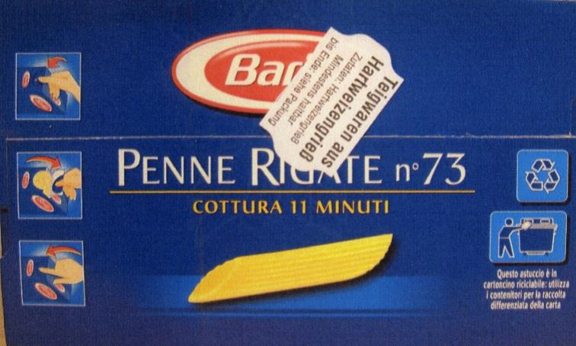 Bar
Teigwaren aus
Hartweizengrieß
Zutaten: Hartweizengrieß
Mindestens haltbar
bis Ende: siehe Packung
PENNE RIGATE n°73
COTTURA 11 MINUTI
Questo astuccio è in
cartoncino riciclabile: utilizza
i contenitori per la raccolta
differenziata della carta